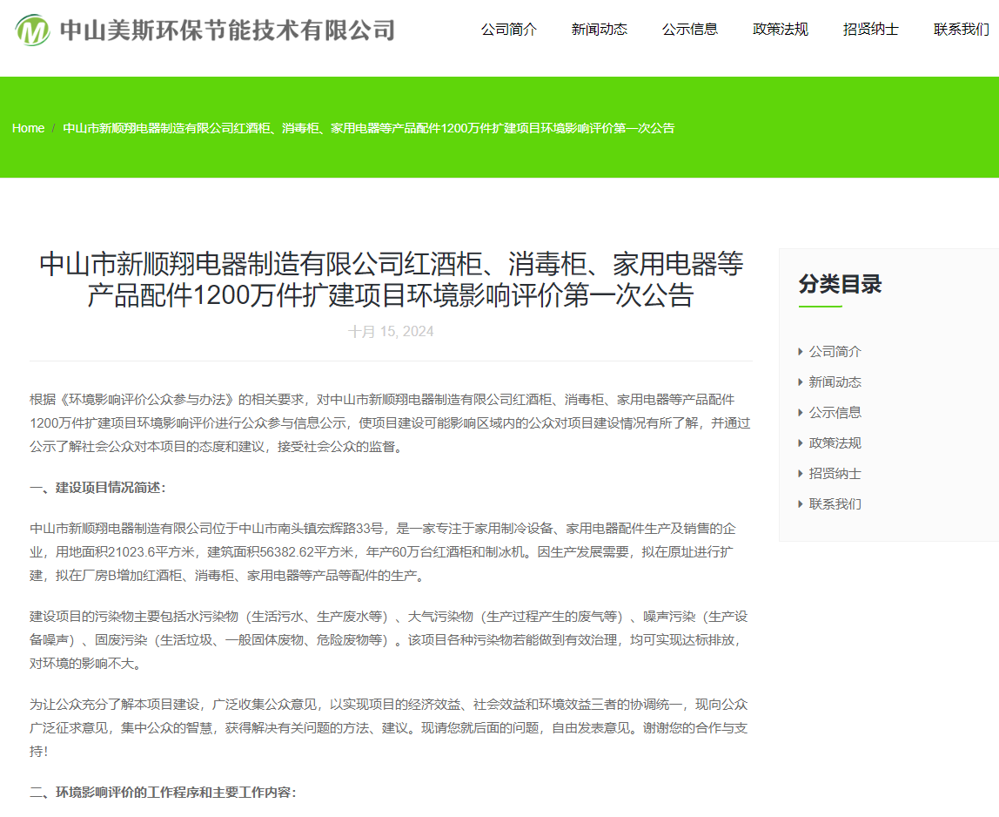 中山美斯环保节能技术有限公司
公司简介 新闻动态 公示信息 政策法规 招贤纳士 联系我们
Home / 中山市新顺翔电器制造有限公司红酒柜、消毒柜、家用电器等产品配件1200万件扩建项目环境影响评价第一次公告
中山市新顺翔电器制造有限公司红酒柜、消毒柜、家用电器等
产品配件1200万件扩建项目环境影响评价第一次公告
十月 15, 2024
根据《环境影响评价公众参与办法》的相关要求，对中山市新顺翔电器制造有限公司红酒柜、消毒柜、家用电器等产品配件
1200万件扩建项目环境影响评价进行公众参与信息公示，使项目建设可能影响区域内的公众对项目建设情况有所了解，并通过
公示了解社会公众对本项目的态度和建议，接受社会公众的监督。
一、建设项目情况简述：
中山市新顺翔电器制造有限公司位于中山市南头镇宏辉路33号，是一家专注于家用制冷设备、家用电器配件生产及销售的企
业，用地面积21023.6平方米，建筑面积56382.62平方米，年产60万台红酒柜和制冰机。因生产发展需要，拟在原址进行扩
建，拟在厂房B增加红酒柜、消毒柜、家用电器等产品等配件的生产。
建设项目的污染物主要包括水污染物（生活污水、生产废水等）、大气污染物（生产过程产生的废气等）、噪声污染（生产设
备噪声）、固废污染（生活垃圾、一般固体废物、危险废物等）。该项目各种污染物若能做到有效治理，均可实现达标排放，
对环境的影响不大。
为让公众充分了解本项目建设，广泛收集公众意见，以实现项目的经济效益、社会效益和环境效益三者的协调统一，现向公众
广泛征求意见，集中公众的智慧，获得解决有关问题的方法、建议。现请您就后面的问题，自由发表意见。谢谢您的合作与支
持！
二、环境影响评价的工作程序和主要工作内容：
分类目录
公司简介
新闻动态
公示信息
政策法规
招贤纳士
联系我们